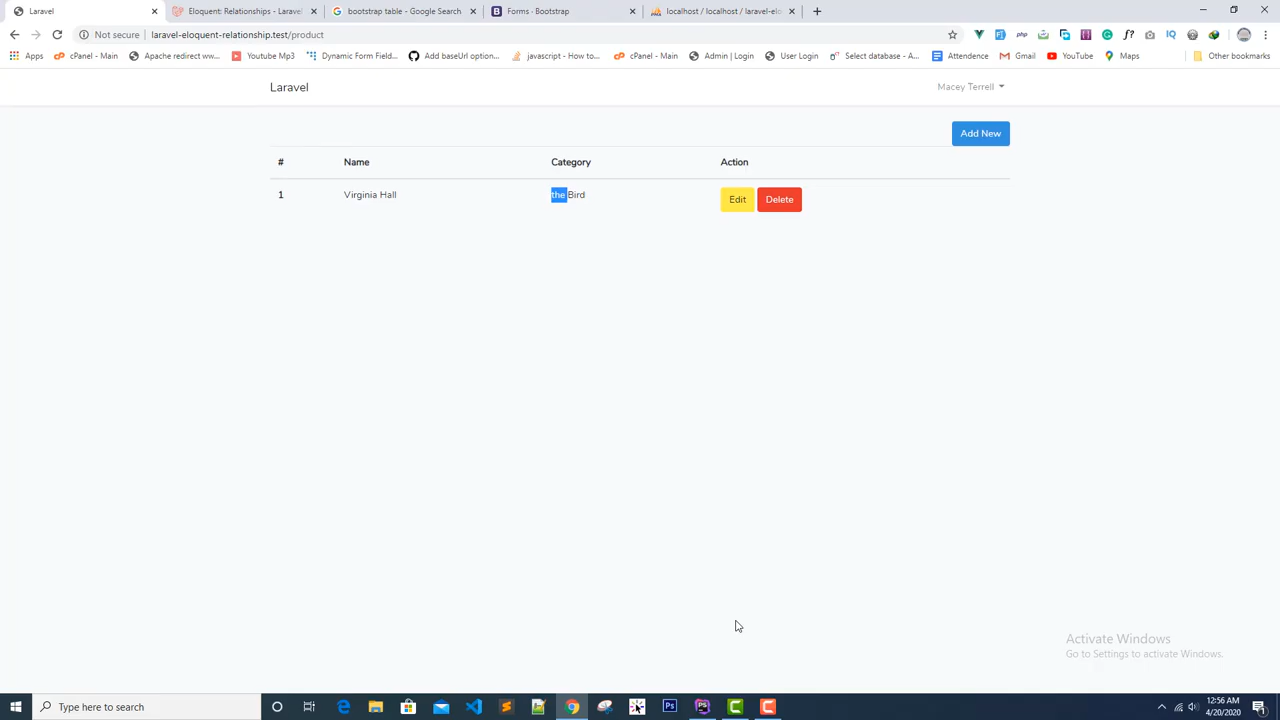 Laravel
Eloquent: Relationships - Laravel
bootstrap table - Google Search
Forms · Bootstrap
localhost / localhost / laravel-elo
Not secure
laravel-eloquent-relationship.test/product
Apps
cPanel - Main
Apache redirect ww...
Youtube Mp3
Dynamic Form Field...
Add baseUrl option...
javascript - How to...
cPanel - Main
Admin | Login
User Login
Select database - A...
Attendence
Gmail
YouTube
Maps
Other bookmarks
Laravel
Macey Terrell
Add New
# Name Category Action
1 Virginia Hall the Bird Edit Delete
Activate Windows
Go to Settings to activate Windows.
Type here to search
12:56 AM
4/20/2020